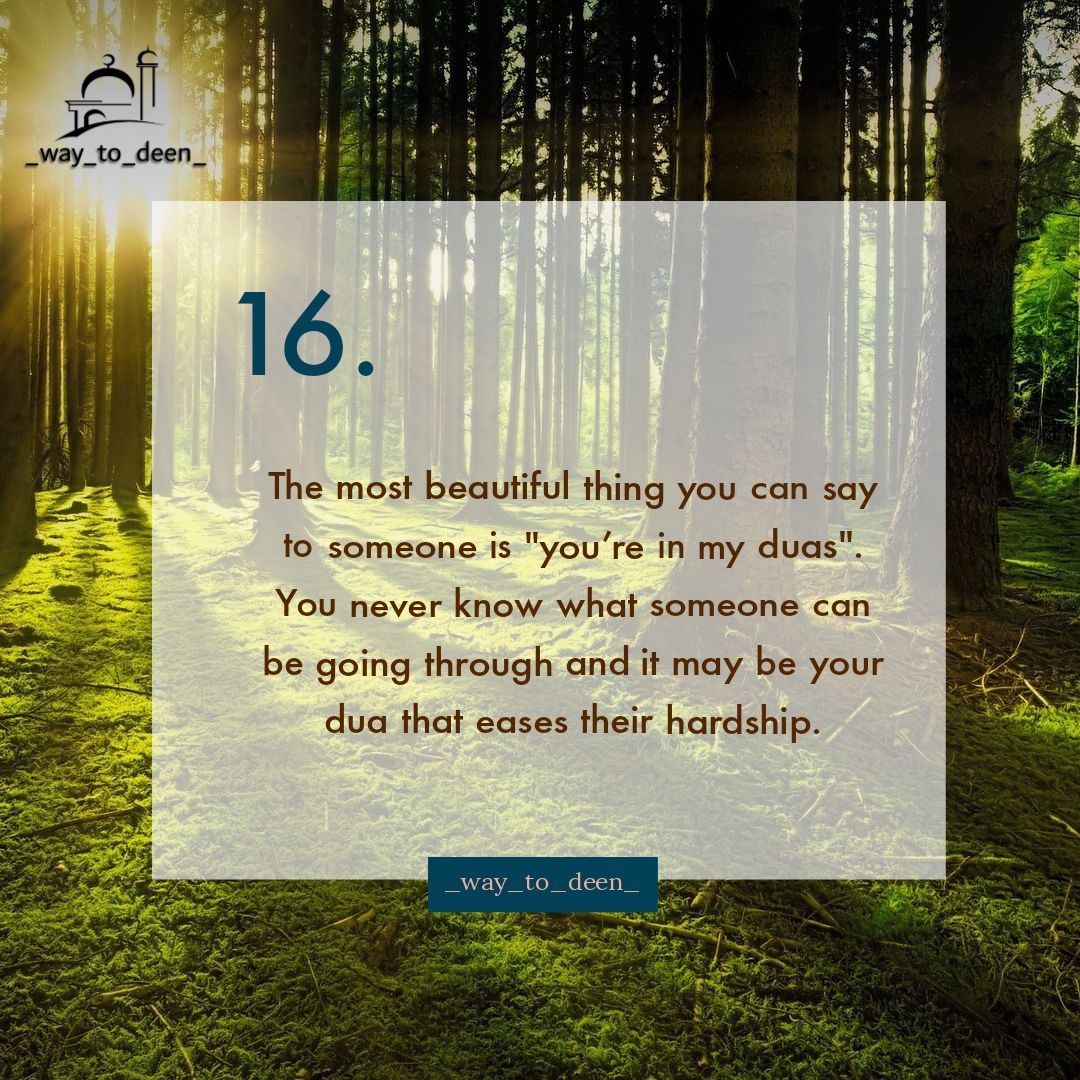 _way_to_deen_
16.
The most beautiful thing you can say
to someone is "you’re in my duas".
You never know what someone can
be going through and it may be your
dua that eases their hardship.
_way_to_deen_